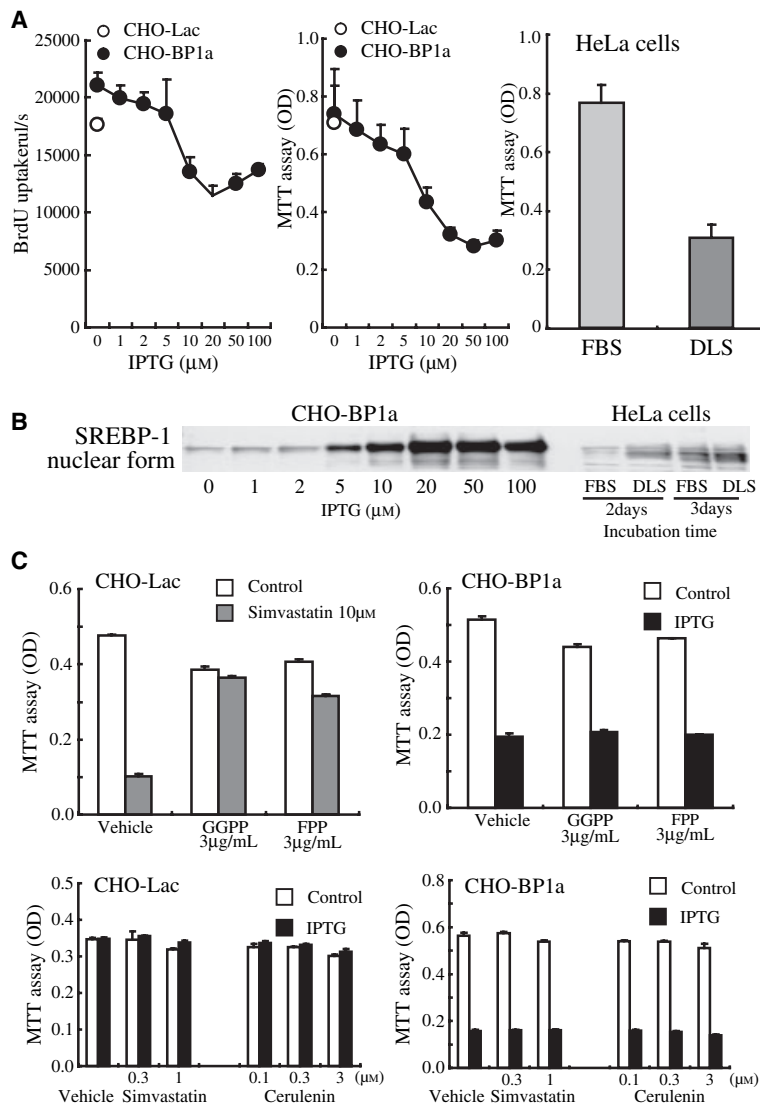 A
CHO-Lac
CHO-BP1a
25000
20000
15000
10000
5000
0
BrdU uptakerul/s
0 1 2 5 10 20 50 100
IPTG (μM)
CHO-Lac
CHO-BP1a
1.0
0.8
0.6
0.4
0.2
0
MTT assay (OD)
0 1 2 5 10 20 50 100
IPTG (μM)
HeLa cells
1.0
0.8
0.6
0.4
0.2
0
MTT assay (OD)
FBS DLS
B
CHO-BP1a
HeLa cells
SREBP-1
nuclear form
0 1 2 5 10 20 50 100
IPTG (μM)
FBS DLS FBS DLS
2days 3days
Incubation time
C
CHO-Lac
Control
Simvastatin 10μM
0.6
0.4
0.2
0.0
MTT assay (OD)
Vehicle GGPP FPP
3μg/mL 3μg/mL
CHO-BP1a
Control
IPTG
0.6
0.4
0.2
0.0
MTT assay (OD)
Vehicle GGPP FPP
3μg/mL 3μg/mL
CHO-Lac
Control
IPTG
0.5
0.4
0.3
0.2
0.1
0.0
MTT assay (OD)
0.3 1 0.1 0.3 3 (μM)
Vehicle Simvastatin Cerulenin
CHO-BP1a
Control
IPTG
0.8
0.6
0.4
0.2
0.0
MTT assay (OD)
0.3 1 0.1 0.3 3 (μM)
Vehicle Simvastatin Cerulenin